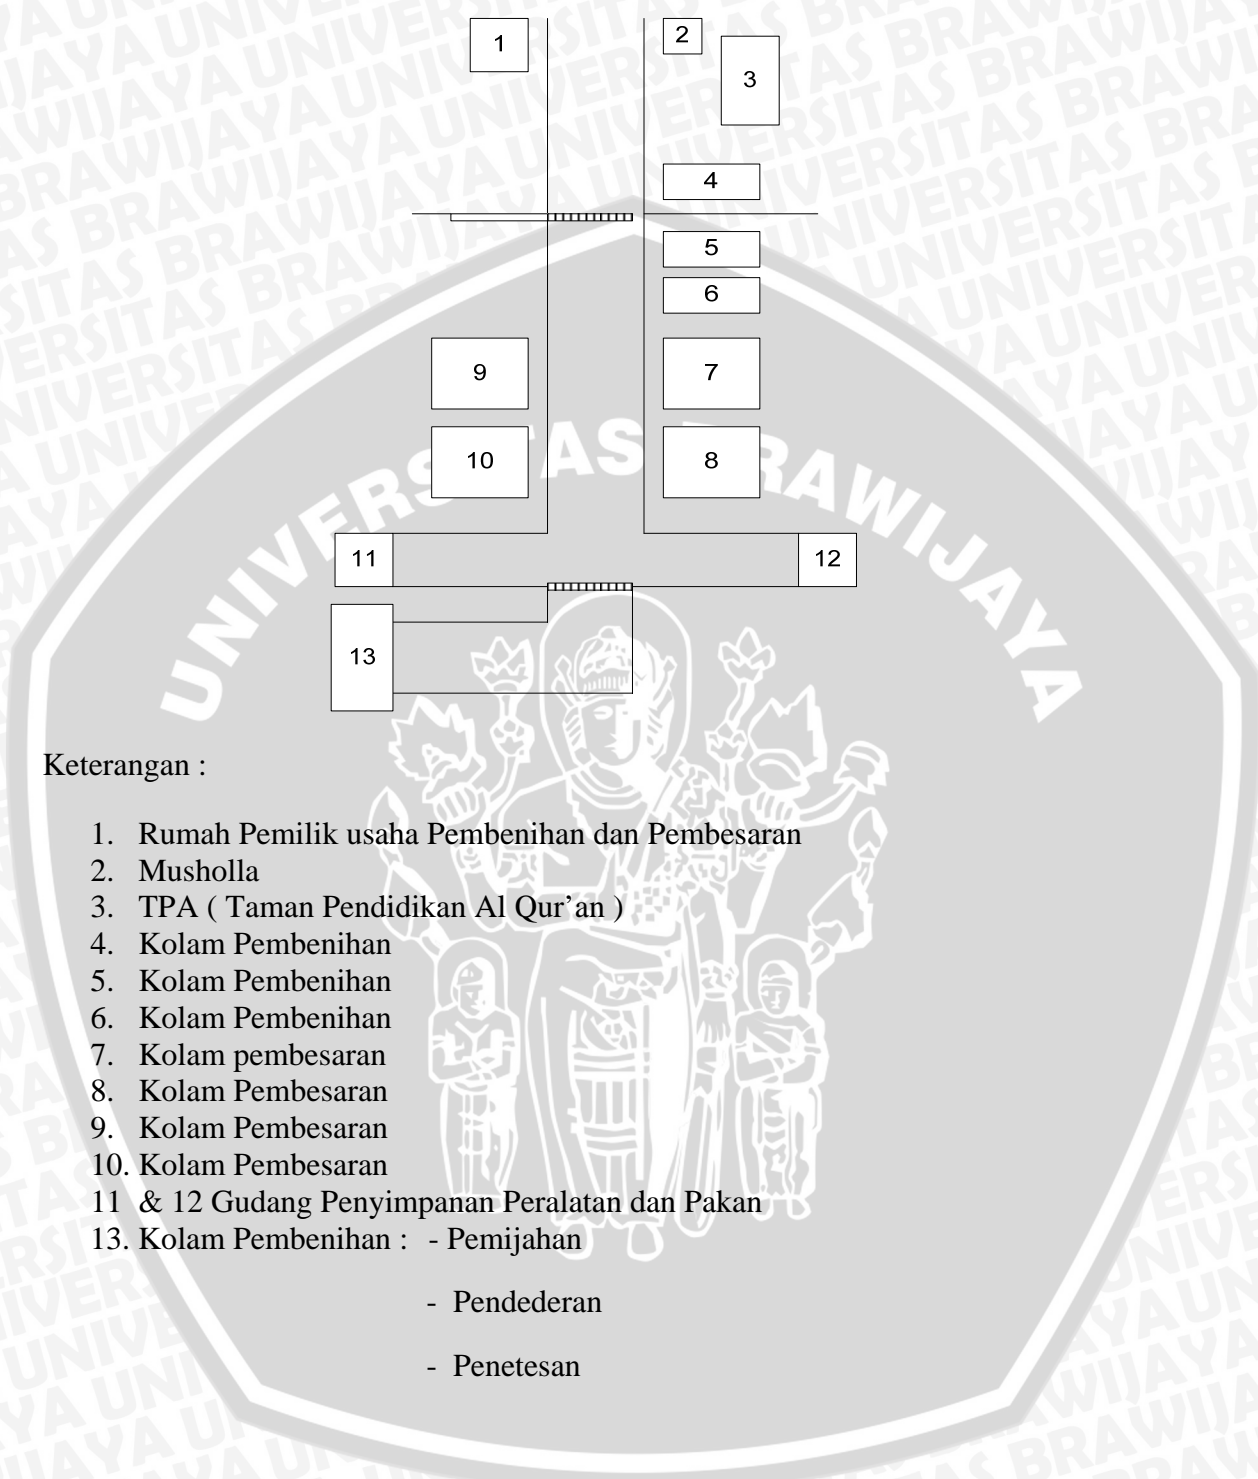 1
2
3
4
5
6
9
7
10
8
11
12
13
UNIVERSITAS BRAWIJAYA
Keterangan :
1. Rumah Pemilik usaha Pembenihan dan Pembesaran
2. Musholla
3. TPA ( Taman Pendidikan Al Qur’an )
4. Kolam Pembenihan
5. Kolam Pembenihan
6. Kolam Pembenihan
7. Kolam pembesaran
8. Kolam Pembesaran
9. Kolam Pembesaran
10. Kolam Pembesaran
11 & 12 Gudang Penyimpanan Peralatan dan Pakan
13. Kolam Pembenihan : - Pemijahan
- Pendederan
- Penetesan